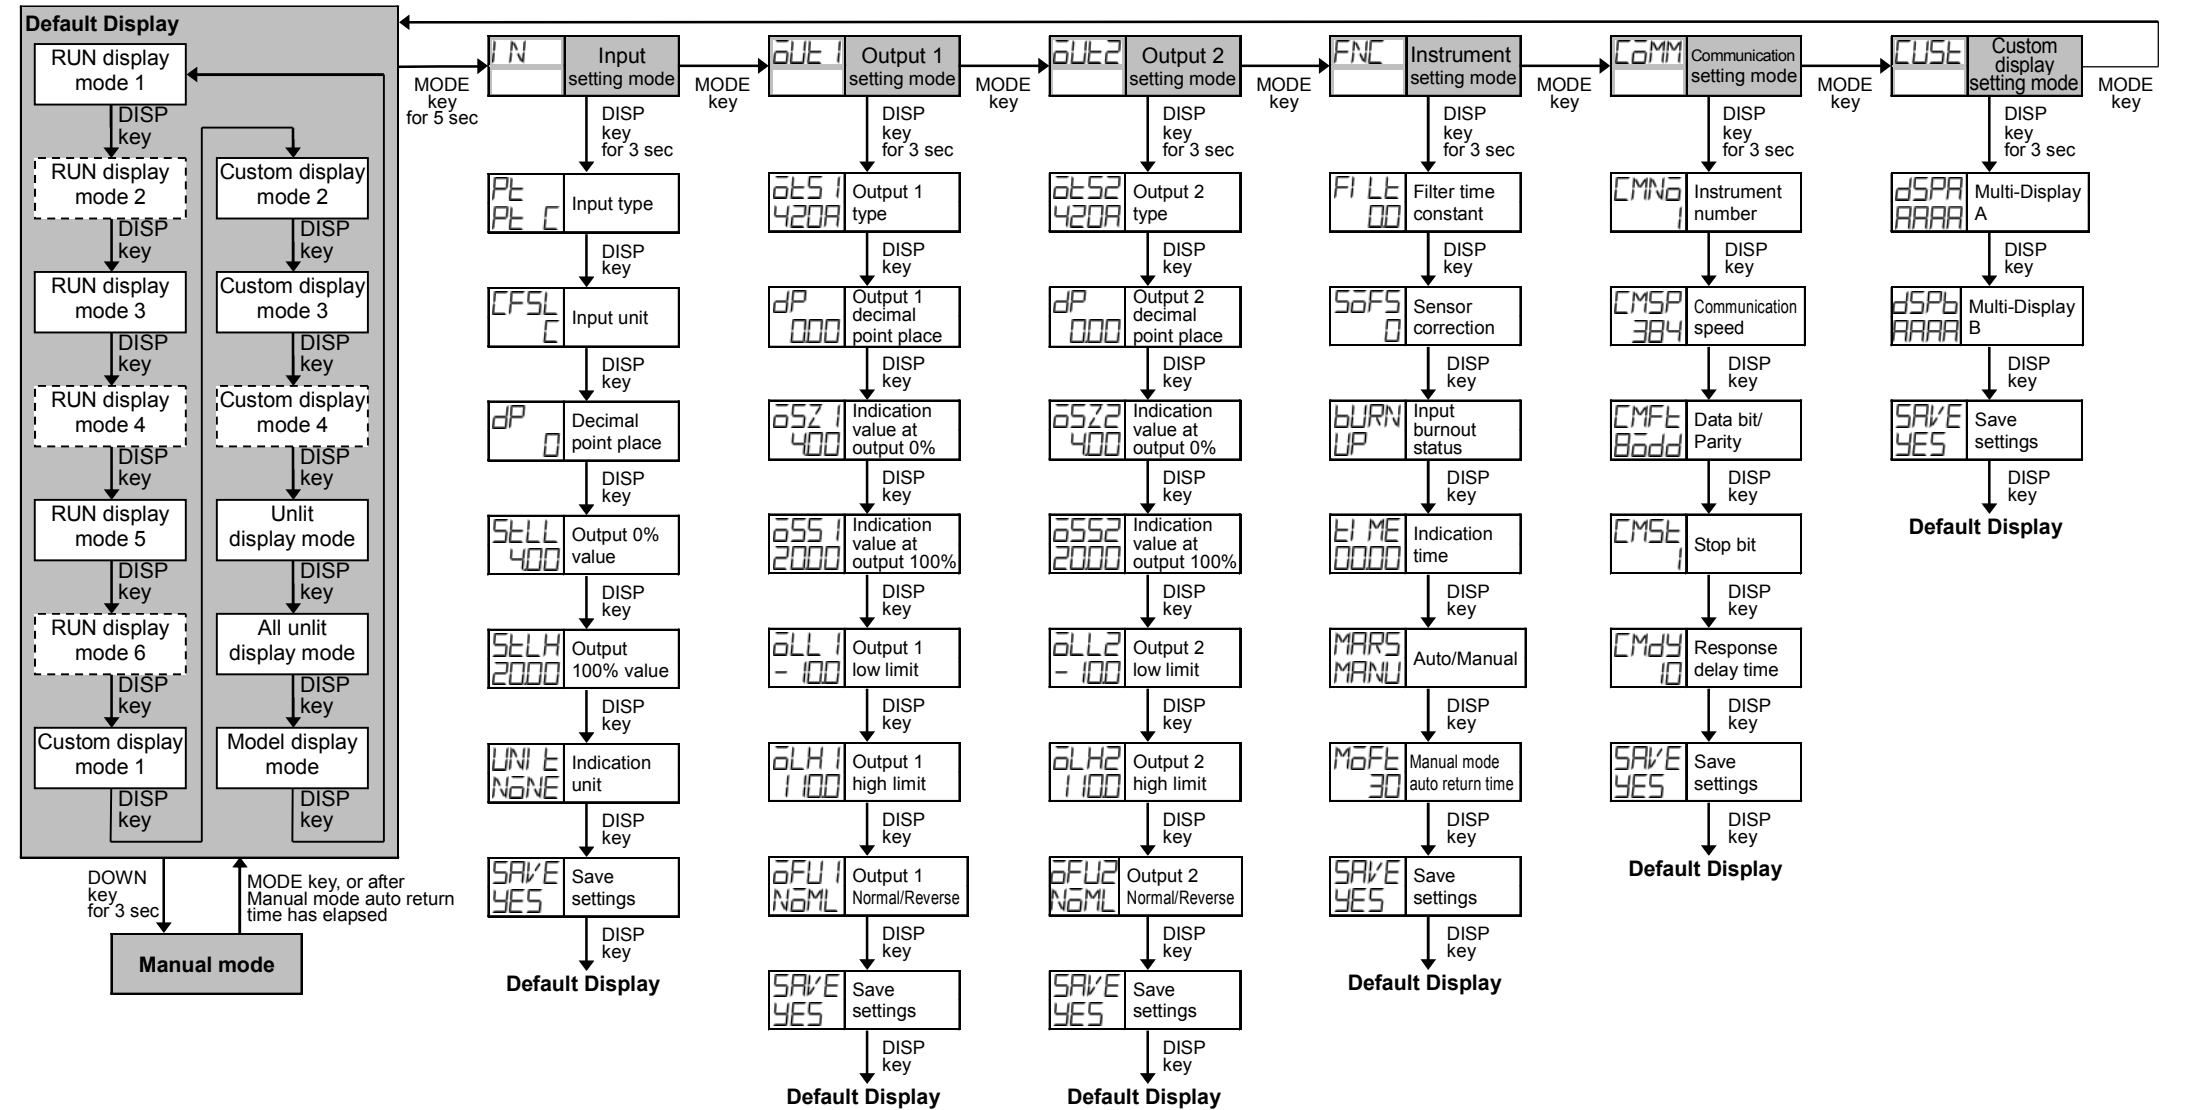 Default Display
RUN display
mode 1
DISP
key
RUN display
mode 2
DISP
key
RUN display
mode 3
DISP
key
RUN display
mode 4
DISP
key
RUN display
mode 5
DISP
key
RUN display
mode 6
DISP
key
Custom display
mode 1
DISP
key
Custom display
mode 2
DISP
key
Custom display
mode 3
DISP
key
Custom display
mode 4
DISP
key
Unlit
display mode
DISP
key
All unlit
display mode
DISP
key
Model display
mode
DISP
key
DOWN
key
for 3 sec
MODE key, or after
Manual mode auto return
time has elapsed
Manual mode
MODE
key
for 5 sec
IN
Input
setting mode
DISP
key
for 3 sec
Pt
Pt C
Input type
DISP
key
CFSL
C
Input unit
DISP
key
dP
0
Decimal
point place
DISP
key
StLL
400
Output 0%
value
DISP
key
StLH
2000
Output
100% value
DISP
key
UNIt
NoNE
Indication
unit
DISP
key
SAVE
YES
Save
settings
DISP
key
Default Display
MODE
key
oUt1
Output 1
setting mode
DISP
key
for 3 sec
otS1
420A
Output 1
type
DISP
key
dP
000
Output 1
decimal
point place
DISP
key
oSZ1
400
Indication
value at
output 0%
DISP
key
oSS1
2000
Indication
value at
output 100%
DISP
key
oLL1
- 100
Output 1
low limit
DISP
key
oLH1
1100
Output 1
high limit
DISP
key
oFU1
NoML
Output 1
Normal/Reverse
DISP
key
SAVE
YES
Save
settings
DISP
key
Default Display
MODE
key
oUt2
Output 2
setting mode
DISP
key
for 3 sec
otS2
420A
Output 2
type
DISP
key
dP
000
Output 2
decimal
point place
DISP
key
oSZ2
400
Indication
value at
output 0%
DISP
key
oSS2
2000
Indication
value at
output 100%
DISP
key
oLL2
- 100
Output 2
low limit
DISP
key
oLH2
1100
Output 2
high limit
DISP
key
oFU2
NoML
Output 2
Normal/Reverse
DISP
key
SAVE
YES
Save
settings
DISP
key
Default Display
MODE
key
FNC
Instrument
setting mode
DISP
key
for 3 sec
FILt
00
Filter time
constant
DISP
key
SoFS
0
Sensor
correction
DISP
key
bURN
UP
Input
burnout
status
DISP
key
tIME
0000
Indication
time
DISP
key
MARS
MANU
Auto/Manual
DISP
key
MoFt
30
Manual mode
auto return time
DISP
key
SAVE
YES
Save
settings
DISP
key
Default Display
MODE
key
CoMM
Communication
setting mode
DISP
key
for 3 sec
CMNo
1
Instrument
number
DISP
key
CMSP
384
Communication
speed
DISP
key
CMFt
8odd
Data bit/
Parity
DISP
key
CMSt
1
Stop bit
DISP
key
CMdY
10
Response
delay time
DISP
key
SAVE
YES
Save
settings
DISP
key
Default Display
MODE
key
CUSt
Custom
display
setting mode
DISP
key
for 3 sec
dSPA
AAAA
Multi-Display
A
DISP
key
dSPb
AAAA
Multi-Display
B
DISP
key
SAVE
YES
Save
settings
DISP
key
Default Display
MODE
key